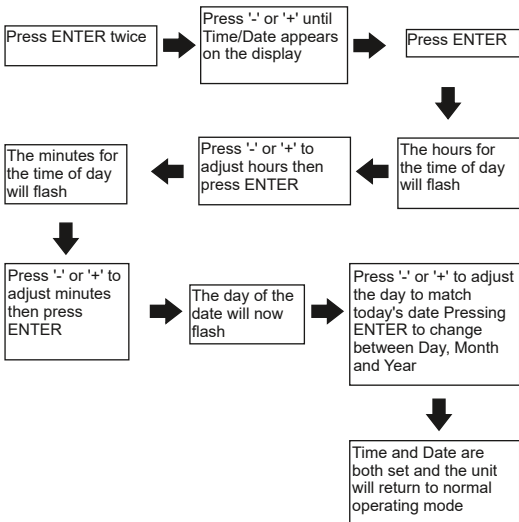 Press ENTER twice
Press '-' or '+' until
Time/Date appears
on the display
Press ENTER
The hours for
the time of day
will flash
Press '-' or '+' to
adjust hours then
press ENTER
The minutes for
the time of day
will flash
Press '-' or '+' to
adjust minutes
then press
ENTER
The day of the
date will now
flash
Press '-' or '+' to adjust
the day to match
today's date Pressing
ENTER to change
between Day, Month
and Year
Time and Date are
both set and the unit
will return to normal
operating mode